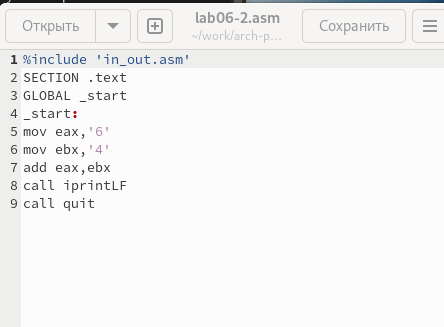 Открыть
lab06-2.asm
~/work/arch-p...
Сохранить
1 %include 'in_out.asm'
2 SECTION .text
3 GLOBAL _start
4 _start:
5 mov eax,'6'
6 mov ebx,'4'
7 add eax,ebx
8 call iprintLF
9 call quit